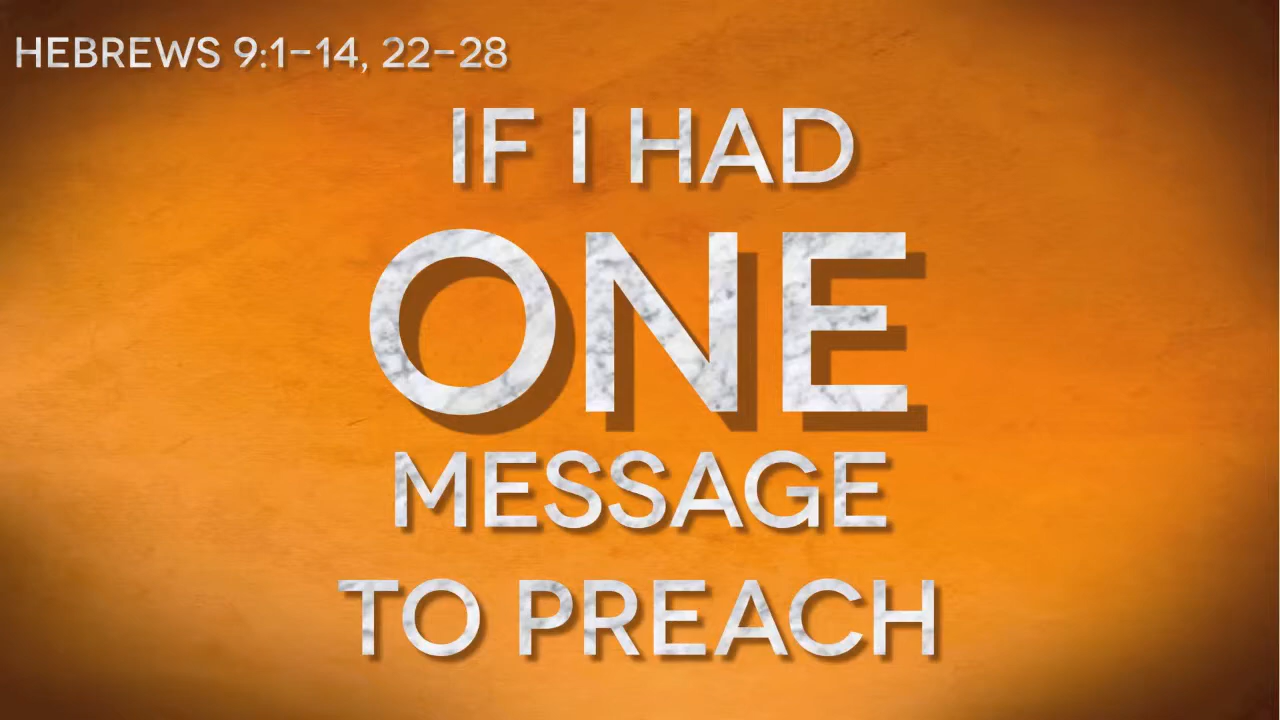 HEBREWS 9:1-14, 22-28
IF I HAD
ONE
MESSAGE
TO PREACH